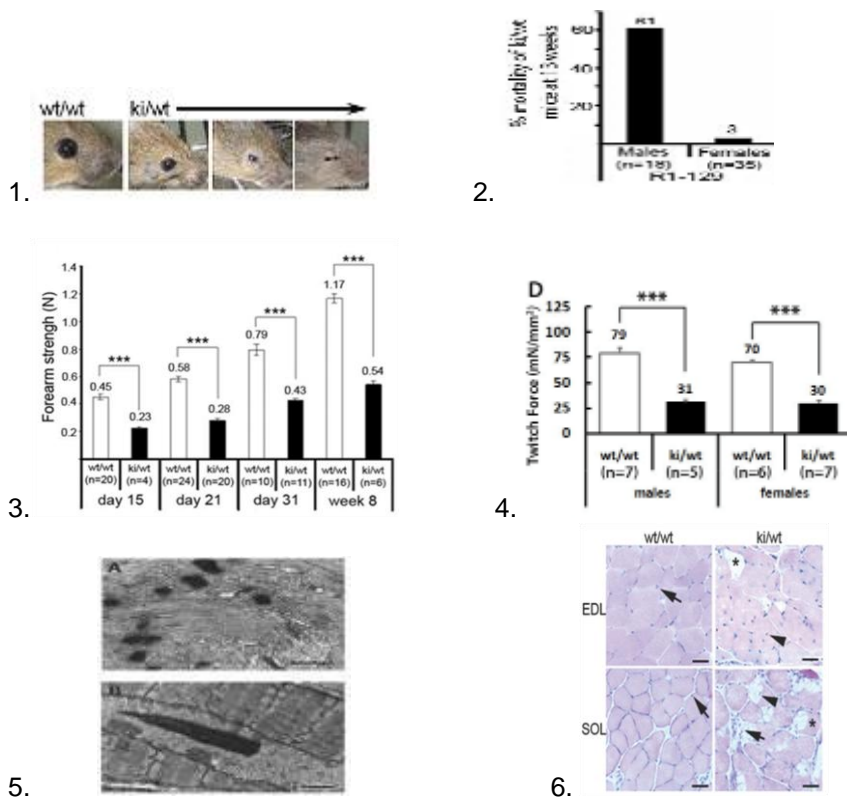 wt/wt ki/wt
1.
% mortality of ki/wt
mice at 13 weeks
60
40
20
61
3
Males
(n=18)
Females
(n=35)
R1-129
2.
Forearm strengh (N)
1.4
1.2
1.0
0.8
0.6
0.4
0.2
0.45
***
0.23
0.58
***
0.28
0.79
***
0.43
1.17
***
0.54
wt/wt ki/wt wt/wt ki/wt wt/wt ki/wt wt/wt ki/wt
(n=20) (n=4) (n=24) (n=20) (n=10) (n=11) (n=16) (n=6)
day 15 day 21 day 31 week 8
3.
D
Twitch Force (mN/mm²)
125
100
75
50
25
0
***
79
31
***
70
30
wt/wt ki/wt wt/wt ki/wt
(n=7) (n=5) (n=6) (n=7)
males females
4.
A
B
5.
wt/wt ki/wt
EDL
*
SOL
*
6.